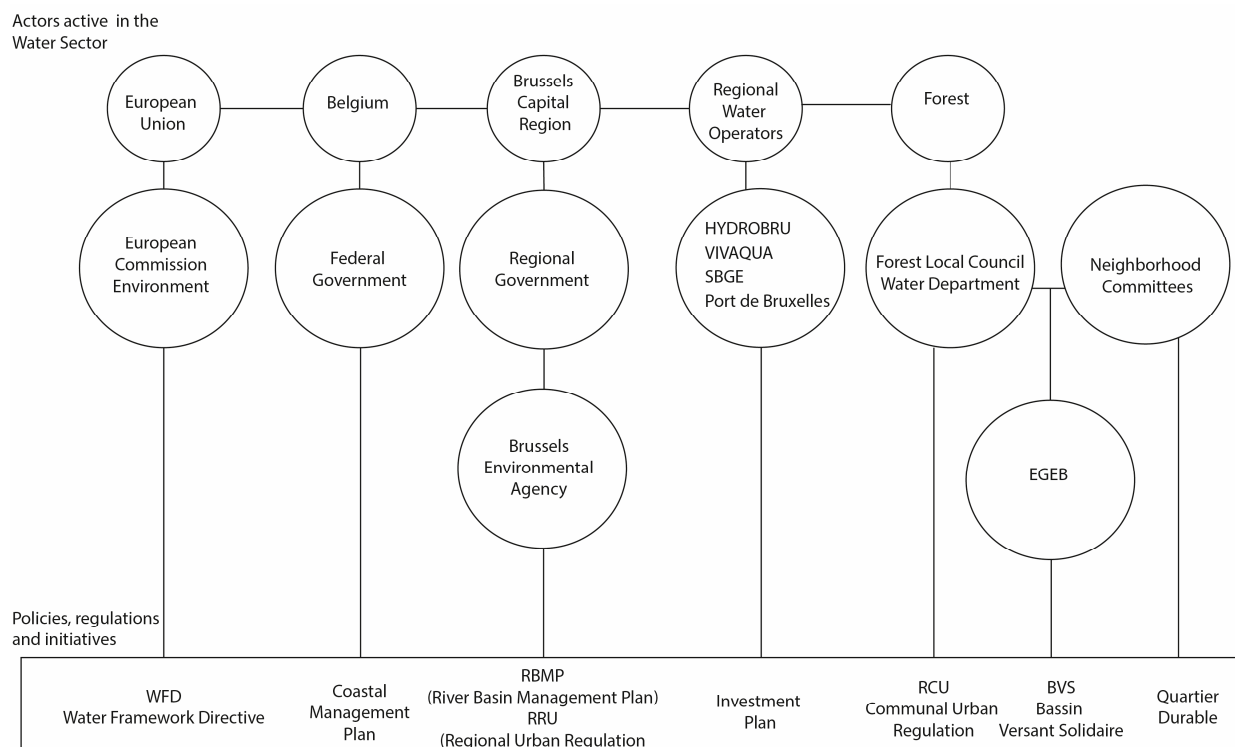 Actors active in the
Water Sector
European
Union
Belgium
Brussels
Capital
Region
Regional
Water
Operators
Forest
European
Commission
Environment
Federal
Government
Regional
Government
HYDROBRU
VIVAQUA
SBGE
Port de Bruxelles
Forest Local Council
Water Department
Neighborhood
Committees
Brussels
Environmental
Agency
EGEB
Policies, regulations
and initiatives
WFD
Water Framework Directive
Coastal
Management
Plan
RBMP
(River Basin Management Plan)
RRU
(Regional Urban Regulation
Investment
Plan
RCU
Communal Urban
Regulation
BVS
Bassin
Versant Solidaire
Quartier
Durable